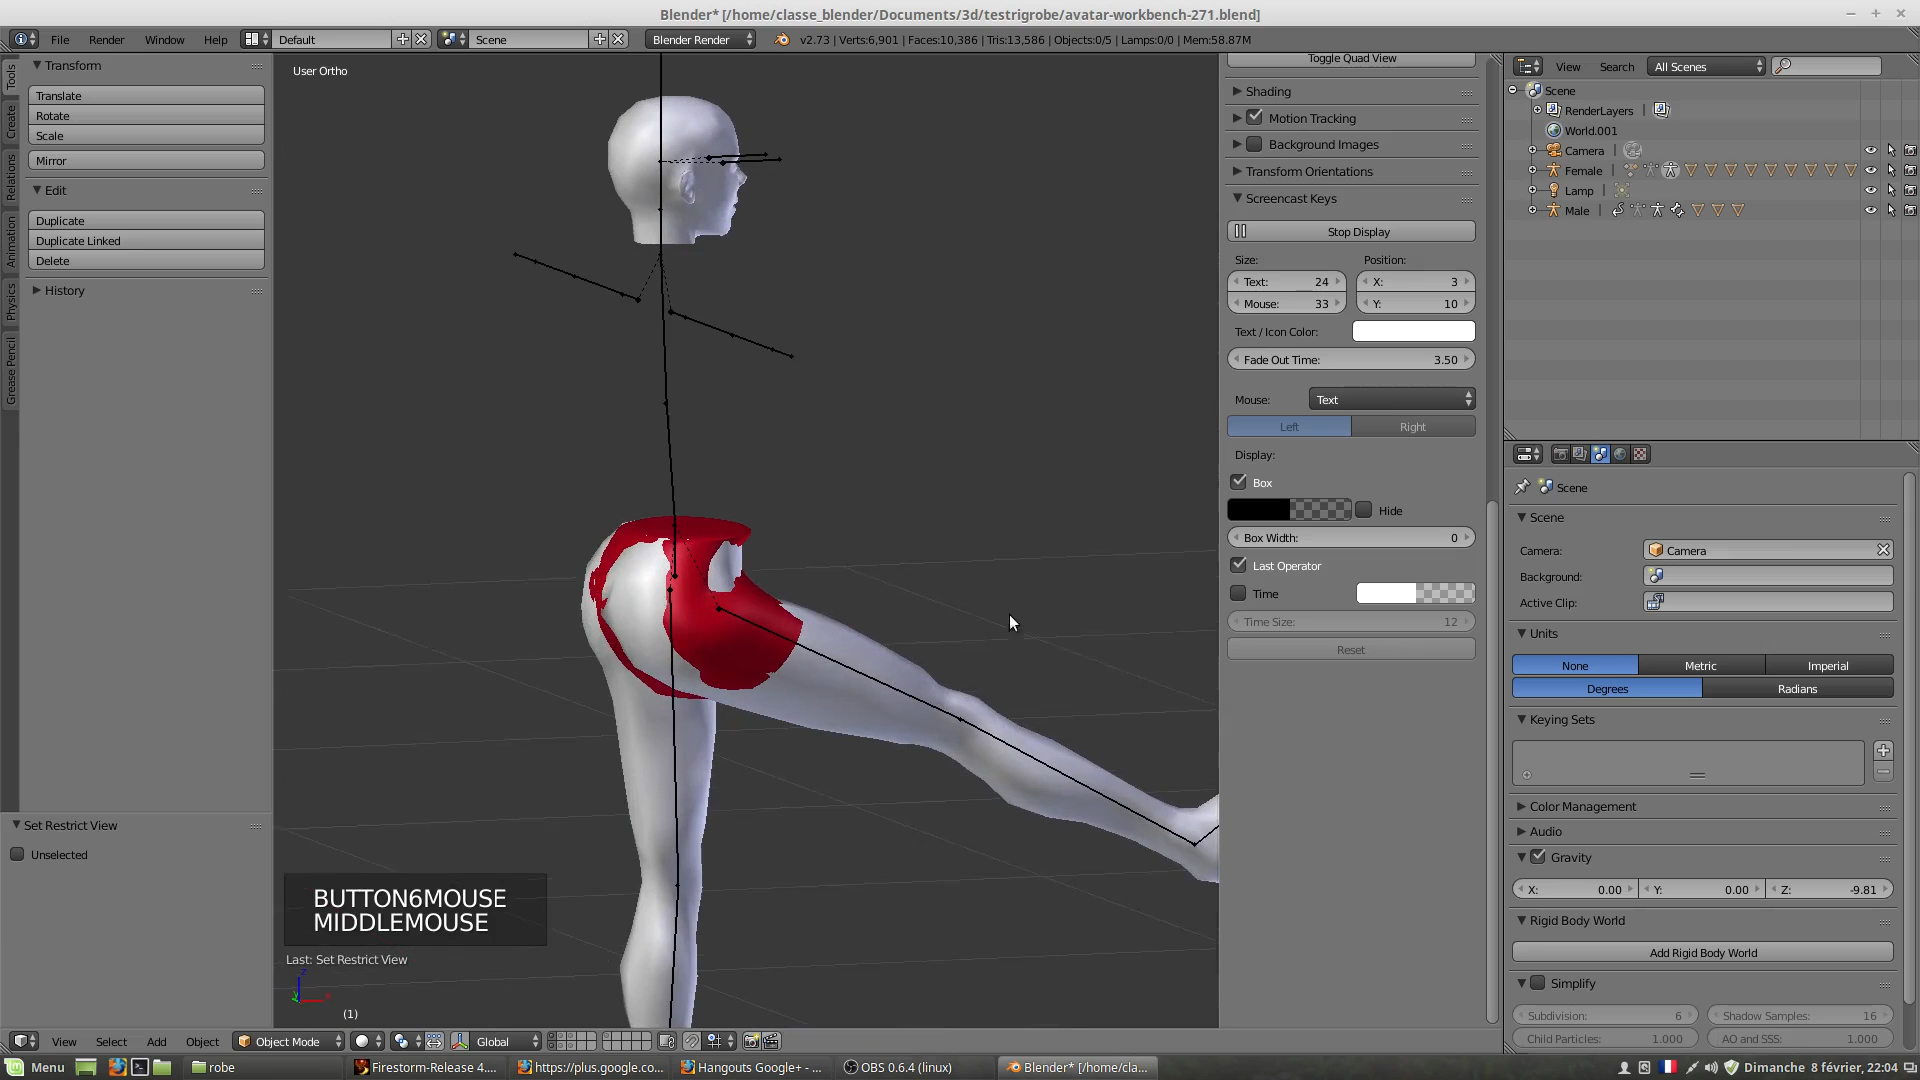 Blender* [/home/classe_blender/Documents/3d/testrigrobe/avatar-workbench-271.blend]
File Render Window Help Default Scene Blender Render v2.73 | Verts:6,901 | Faces:10,386 | Tris:13,586 | Objects:0/5 | Lamps:0/0 | Mem:58.87M
Tools
Create
Relations
Animation
Physics
Grease Pencil
Transform
Translate
Rotate
Scale
Mirror
Edit
Duplicate
Duplicate Linked
Delete
History
Set Restrict View
Unselected
User Ortho
BUTTON6MOUSE
MIDDLEMOUSE
Last: Set Restrict View
(1)
View Select Add Object Object Mode Global
Toggle Quad View
Shading
Motion Tracking
Background Images
Transform Orientations
Screencast Keys
Stop Display
Size: Position:
Text: 24 X: 3
Mouse: 33 Y: 10
Text / Icon Color:
Fade Out Time: 3.50
Mouse: Text
Left Right
Display:
Box
Hide
Box Width: 0
Last Operator
Time
Time Size: 12
Reset
View Search All Scenes
Scene
RenderLayers
World.001
Camera
Female
Lamp
Male
Scene
Scene
Camera: Camera
Background:
Active Clip:
Units
None Metric Imperial
Degrees Radians
Keying Sets
Color Management
Audio
Gravity
X: 0.00 Y: 0.00 Z: -9.81
Rigid Body World
Add Rigid Body World
Simplify
Subdivision: 6 Shadow Samples: 16
Child Particles: 1.000 AO and SSS: 1.000
Menu robe Firestorm-Release 4.... https://plus.google.co... Hangouts Google+ - ... OBS 0.6.4 (linux) Blender* [/home/cla... Dimanche 8 février, 22:04